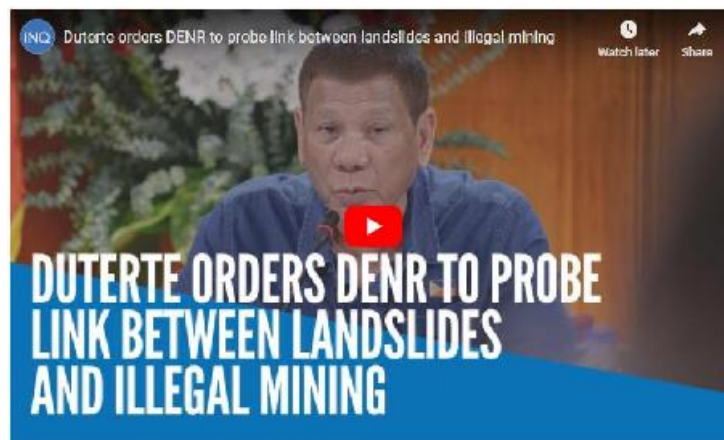 INQ
Duterte orders DENR to probe link between landslides and illegal mining
Watch later
Share
DUTERTE ORDERS DENR TO PROBE
LINK BETWEEN LANDSLIDES
AND ILLEGAL MINING